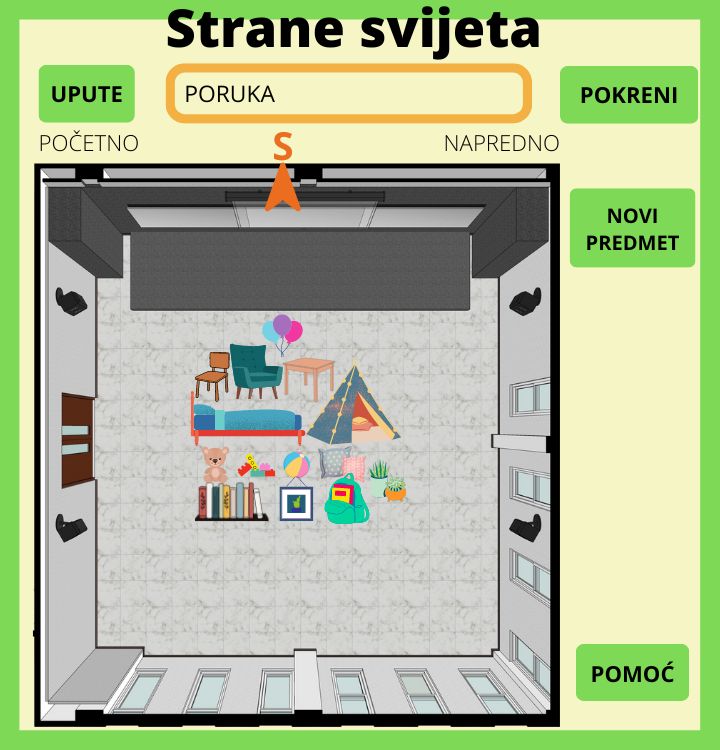 Strane svijeta
UPUTE
PORUKA
POKRENI
POČETNO
S
NAPREDNO
NOVI
PREDMET
POMOĆ